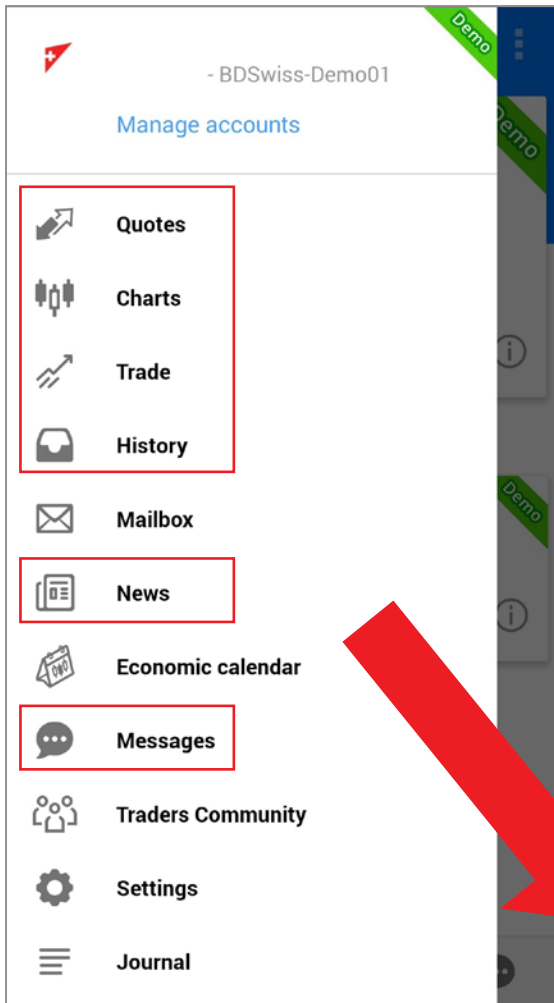 Demo
- BDSwiss-Demo01
Manage accounts
Demo
Quotes
Charts
Trade
History
Mailbox
Demo
News
Economic calendar
Messages
Traders Community
Settings
Journal